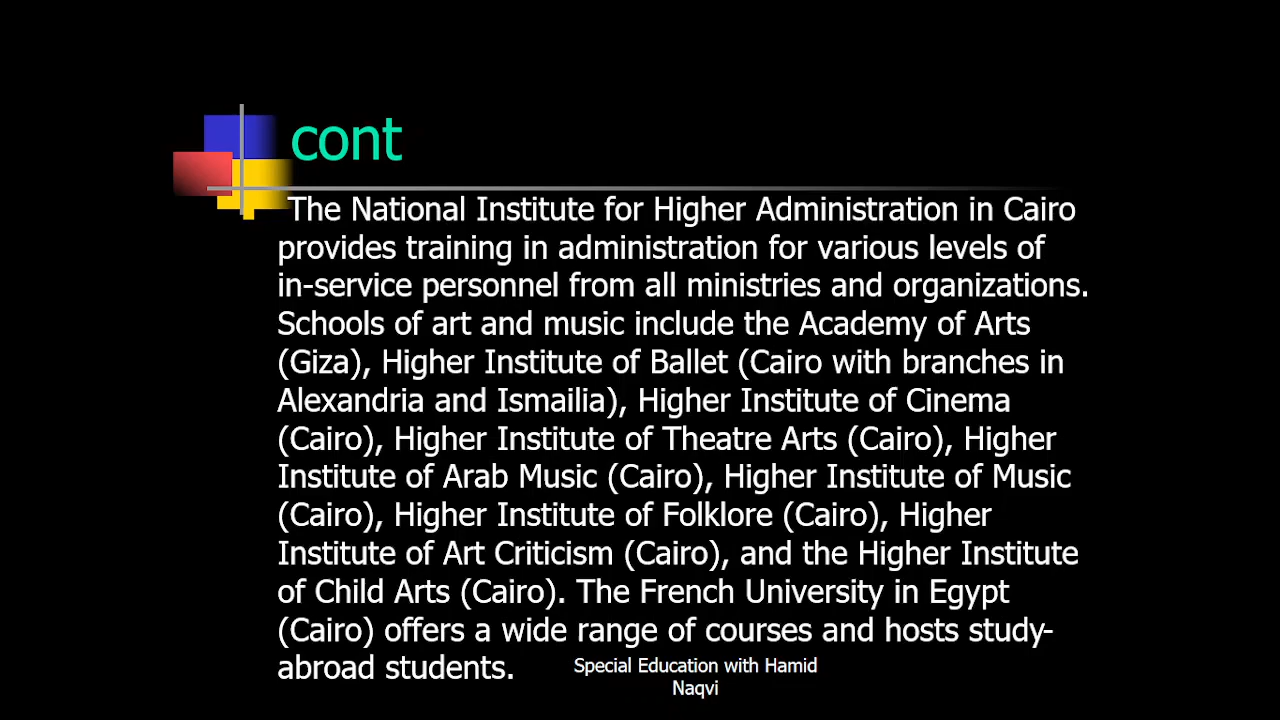 cont
The National Institute for Higher Administration in Cairo
provides training in administration for various levels of
in-service personnel from all ministries and organizations.
Schools of art and music include the Academy of Arts
(Giza), Higher Institute of Ballet (Cairo with branches in
Alexandria and Ismailia), Higher Institute of Cinema
(Cairo), Higher Institute of Theatre Arts (Cairo), Higher
Institute of Arab Music (Cairo), Higher Institute of Music
(Cairo), Higher Institute of Folklore (Cairo), Higher
Institute of Art Criticism (Cairo), and the Higher Institute
of Child Arts (Cairo). The French University in Egypt
(Cairo) offers a wide range of courses and hosts study-
abroad students.
Special Education with Hamid
Naqvi